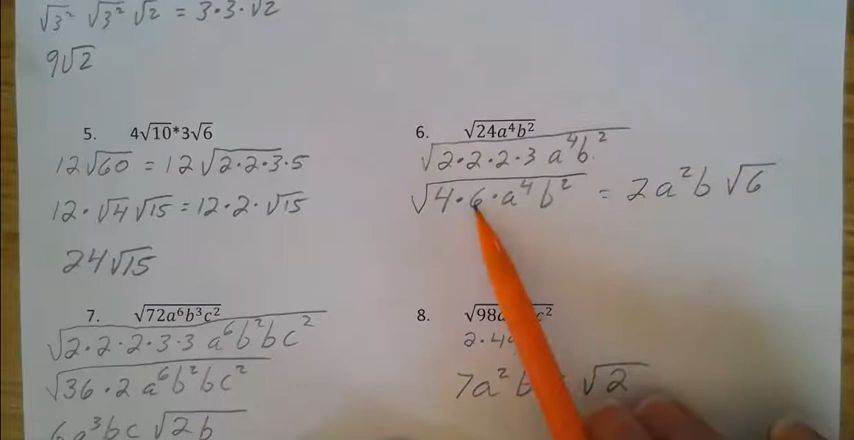 √3² √3² √2 = 3·3·√2
9√2
5. 4√10*3√6
12√60 = 12√2·2·3·5
12·√4√15 = 12·2·√15
24√15
6. √24a⁴b²
√2·2·2·3 a⁴b²
√4·6·a⁴b² = 2a²b√6
7. √72a⁶b³c²
√2·2·2·3·3 a⁶b²bc²
√36·2 a⁶b²bc²
6a³bc√2b
8. √98a c²
2·4
7a²b √2